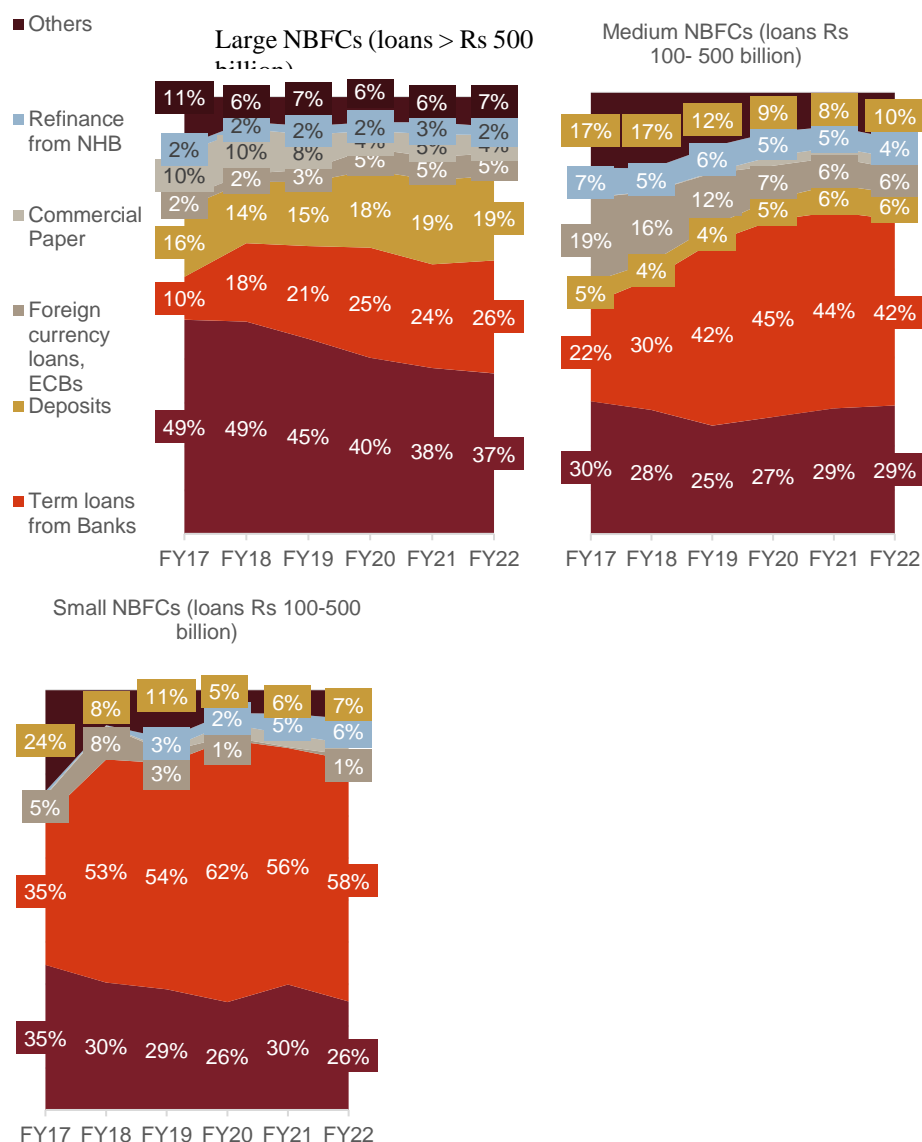 Others
Refinance
from NHB
Commercial
Paper
Foreign
currency
loans,
ECBs
Deposits
Term loans
from Banks
Large NBFCs (loans > Rs 500
billion)
11% 6% 7% 6% 6% 7%
2% 2% 2% 2% 3% 2%
10% 10% 8% 4% 5% 4%
2% 2% 3% 5% 5% 5%
16% 14% 15% 18% 19% 19%
10% 18% 21% 25% 24% 26%
49% 49% 45% 40% 38% 37%
FY17 FY18 FY19 FY20 FY21 FY22
Medium NBFCs (loans Rs
100- 500 billion)
17% 17% 12% 9% 8% 10%
7% 5% 6% 5% 5% 4%
19% 16% 12% 7% 6% 6%
5% 4% 4% 5% 6% 6%
22% 30% 42% 45% 44% 42%
30% 28% 25% 27% 29% 29%
FY17 FY18 FY19 FY20 FY21 FY22
Small NBFCs (loans Rs 100-500
billion)
24% 8% 11% 5% 6% 7%
3% 2% 5% 6%
5% 8% 3% 1% 1%
35% 53% 54% 62% 56% 58%
35% 30% 29% 26% 30% 26%
FY17 FY18 FY19 FY20 FY21 FY22